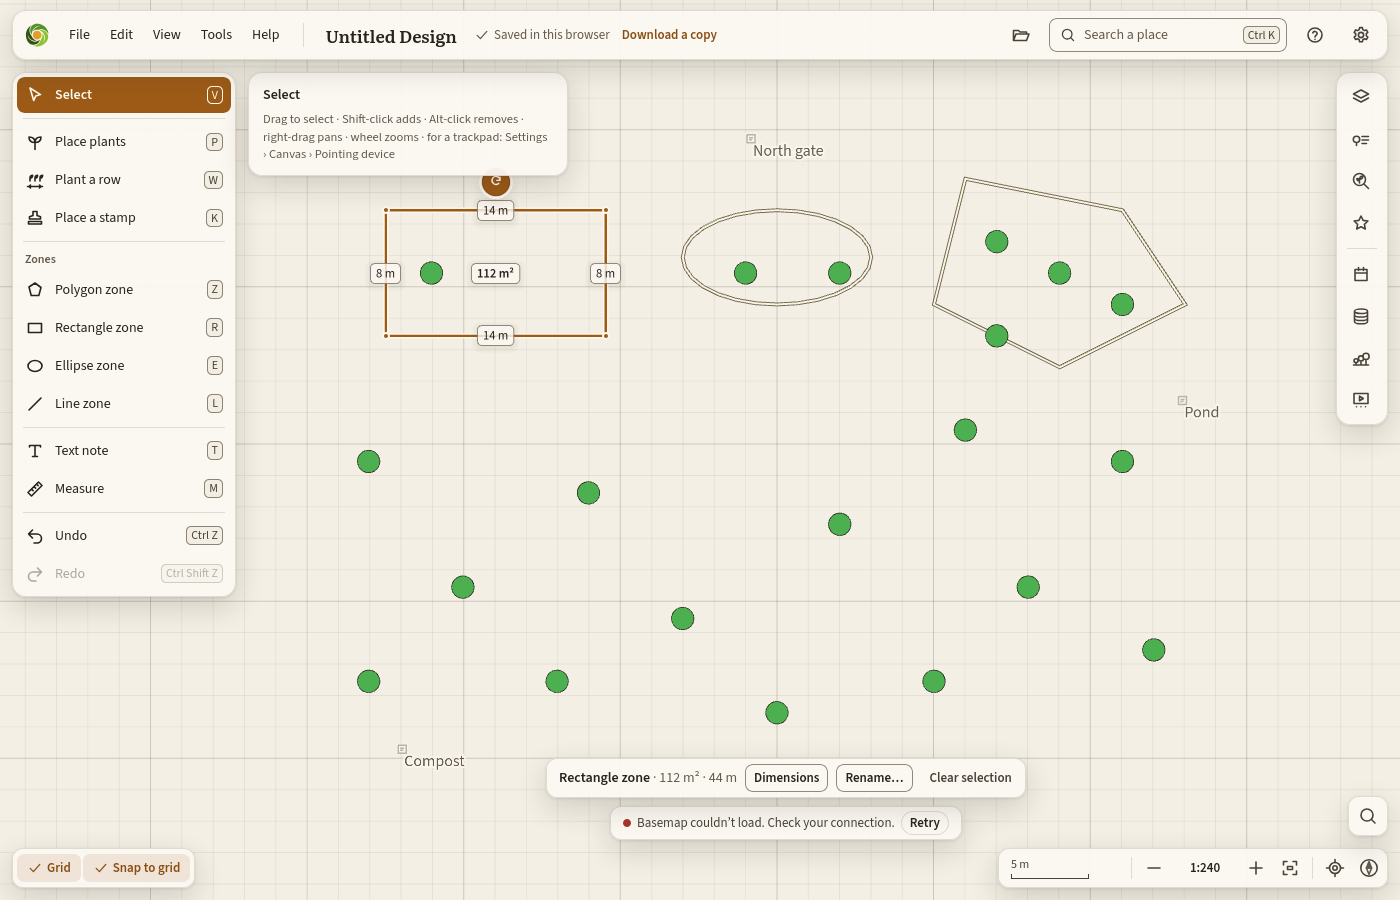 File Edit View Tools Help Untitled Design Saved in this browser Download a copy Search a place Ctrl K
Select V
Place plants P
Plant a row W
Place a stamp K
Zones
Polygon zone Z
Rectangle zone R
Ellipse zone E
Line zone L
Text note T
Measure M
Undo Ctrl Z
Redo Ctrl Shift Z
Select
Drag to select · Shift-click adds · Alt-click removes ·
right-drag pans · wheel zooms · for a trackpad: Settings
› Canvas › Pointing device
North gate
14 m
8 m 112 m² 8 m
14 m
Pond
Compost
Rectangle zone · 112 m² · 44 m Dimensions Rename… Clear selection
Basemap couldn’t load. Check your connection. Retry
Grid Snap to grid
5 m 1:240